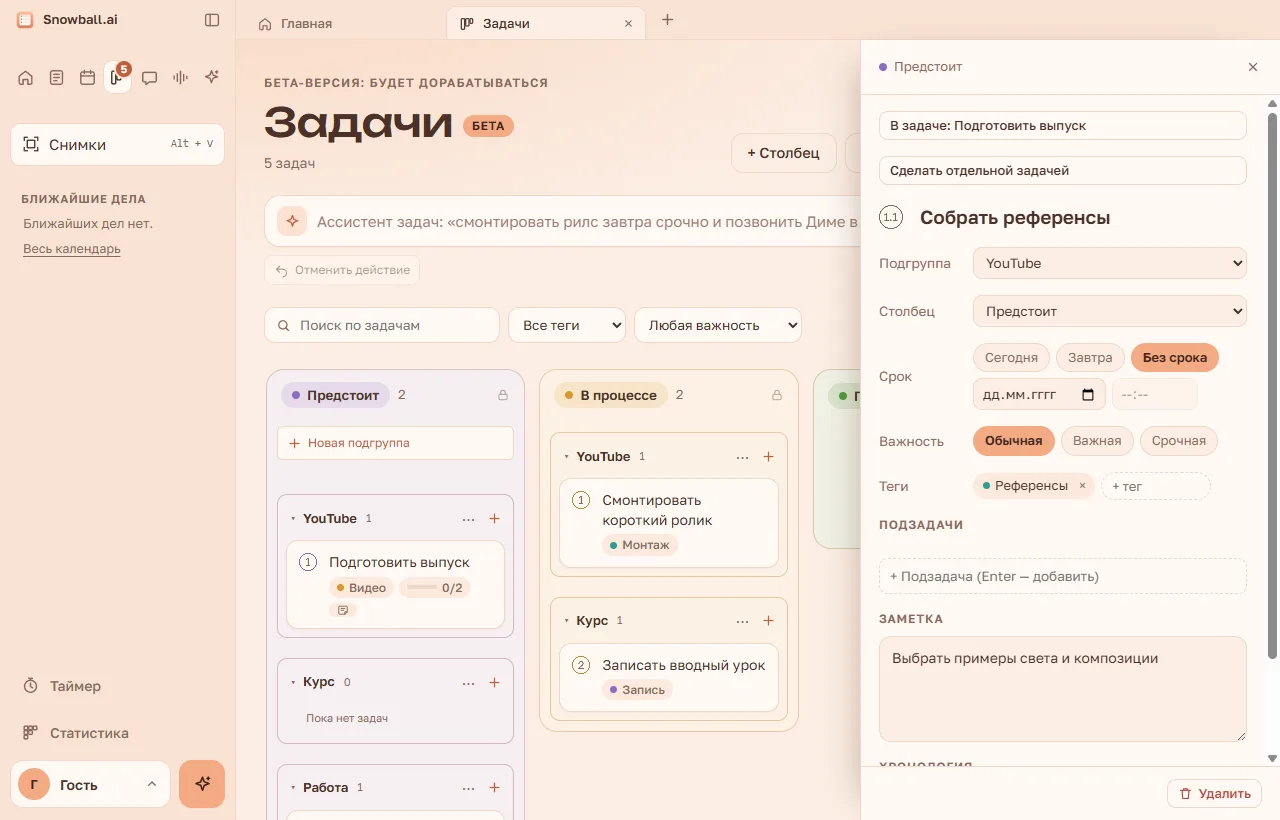 Snowball.ai
Главная
Задачи
5
Снимки
Alt + V
БЛИЖАЙШИЕ ДЕЛА
Ближайших дел нет.
Весь календарь
Таймер
Статистика
Г
Гость
БЕТА-ВЕРСИЯ: БУДЕТ ДОРАБАТЫВАТЬСЯ
Задачи БЕТА
5 задач
+ Столбец
Ассистент задач: «смонтировать рилс завтра срочно и позвонить Диме в
Отменить действие
Поиск по задачам
Все теги
Любая важность
Предстоит 2
+ Новая подгруппа
YouTube 1 ... +
1 Подготовить выпуск
Видео 0/2
Курс 0 ... +
Пока нет задач
Работа 1 ... +
В процессе 2
YouTube 1 ... +
1 Смонтировать
короткий ролик
Монтаж
Курс 1 ... +
2 Записать вводный урок
Запись
Предстоит ×
В задаче: Подготовить выпуск
Сделать отдельной задачей
1.1 Собрать референсы
Подгруппа YouTube
Столбец Предстоит
Срок
Сегодня Завтра Без срока
дд.мм.гггг --:--
Важность Обычная Важная Срочная
Теги Референсы × + тег
ПОДЗАДАЧИ
+ Подзадача (Enter — добавить)
ЗАМЕТКА
Выбрать примеры света и композиции
ХРОНОЛОГИЯ
Удалить